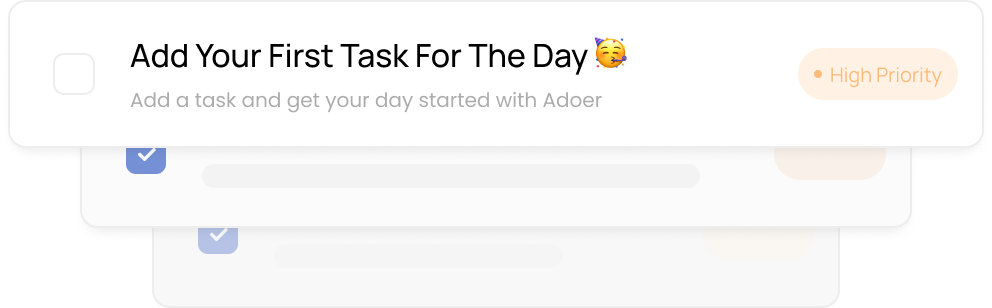 Add Your First Task For The Day 🥳
Add a task and get your day started with Adoer
High Priority